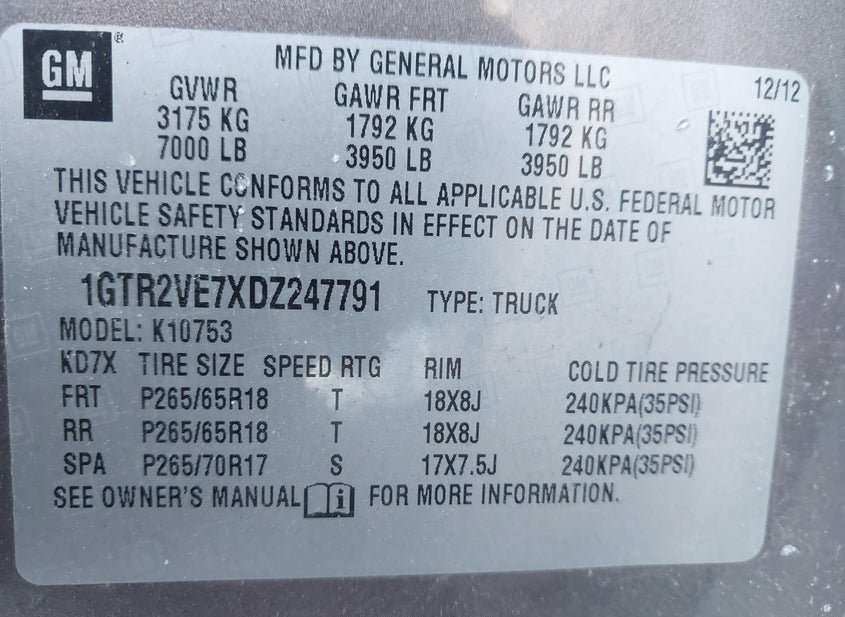 GM®
MFD BY GENERAL MOTORS LLC
12/12
GVWR GAWR FRT GAWR RR
3175 KG 1792 KG 1792 KG
7000 LB 3950 LB 3950 LB
THIS VEHICLE CONFORMS TO ALL APPLICABLE U.S. FEDERAL MOTOR
VEHICLE SAFETY STANDARDS IN EFFECT ON THE DATE OF
MANUFACTURE SHOWN ABOVE.
1GTR2VE7XDZ247791 TYPE: TRUCK
MODEL: K10753
KD7X TIRE SIZE SPEED RTG RIM COLD TIRE PRESSURE
FRT P265/65R18 T 18X8J 240KPA(35PSI)
RR P265/65R18 T 18X8J 240KPA(35PSI)
SPA P265/70R17 S 17X7.5J 240KPA(35PSI)
SEE OWNER'S MANUAL i FOR MORE INFORMATION.